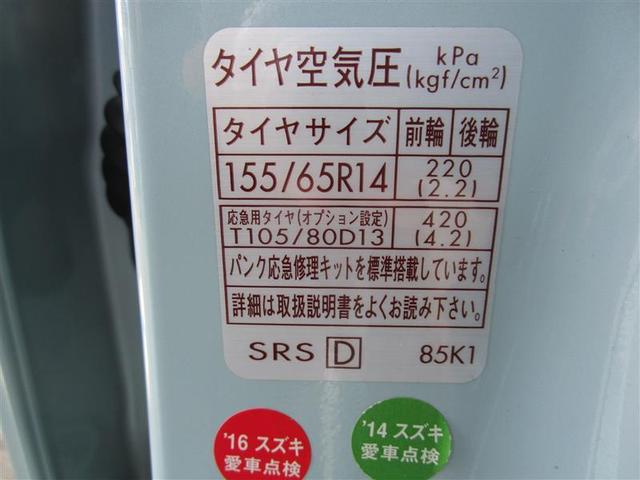 タイヤ空気圧 kPa (kgf/cm²)
タイヤサイズ 前輪 後輪
155/65R14 220 (2.2)
応急用タイヤ(オプション設定) T105/80D13 420 (4.2)
パンク応急修理キットを標準搭載しています。
詳細は取扱説明書をよくお読み下さい。
SRS D 85K1
'16 スズキ
愛車点検
'14 スズキ
愛車点検